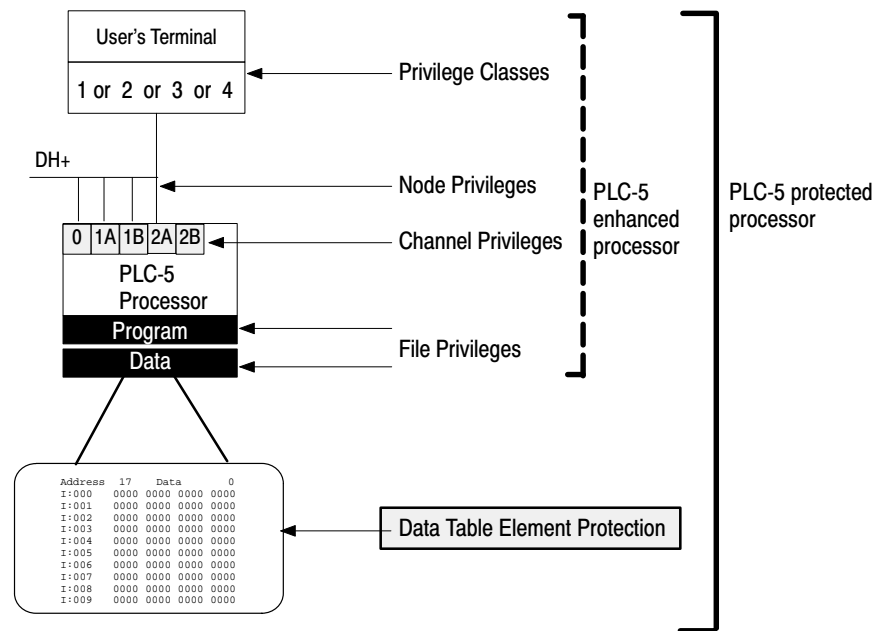 User's Terminal
1 or 2 or 3 or 4
Privilege Classes
DH+
Node Privileges
PLC-5
enhanced
processor
PLC-5 protected
processor
0 1A 1B 2A 2B
Channel Privileges
PLC-5
Processor
Program
File Privileges
Data
Address 17 Data 0
I:000 0000 0000 0000 0000
I:001 0000 0000 0000 0000
I:002 0000 0000 0000 0000
I:003 0000 0000 0000 0000
I:004 0000 0000 0000 0000
I:005 0000 0000 0000 0000
I:006 0000 0000 0000 0000
I:007 0000 0000 0000 0000
I:008 0000 0000 0000 0000
I:009 0000 0000 0000 0000
Data Table Element Protection